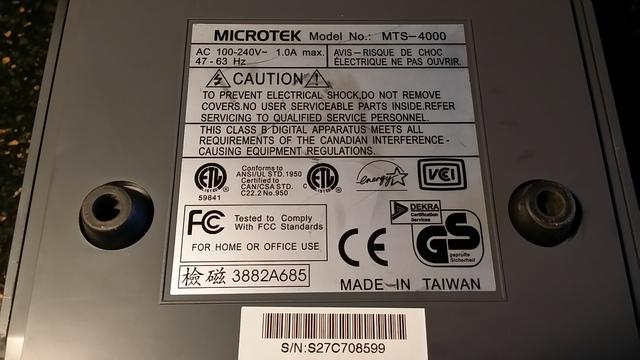 MICROTEK Model No.: MTS-4000
AC 100-240V~ 1.0A max.
47-63 Hz
AVIS-RISQUE DE CHOC
ÉLECTRIQUE NE PAS OUVRIR.
CAUTION
TO PREVENT ELECTRICAL SHOCK,DO NOT REMOVE
COVERS.NO USER SERVICEABLE PARTS INSIDE.REFER
SERVICING TO QUALIFIED SERVICE PERSONNEL.
THIS CLASS B DIGITAL APPARATUS MEETS ALL
REQUIREMENTS OF THE CANADIAN INTERFERENCE-
CAUSING EQUIPMENT REGULATIONS.
ETL
LISTED
59841
Conforms to
ANSI/UL STD.1950
Certified to
CAN/CSA STD.
C22.2 No.950
c ETL
LISTED
energy
VCI
FC Tested to Comply
With FCC Standards
FOR HOME OR OFFICE USE
CE
DEKRA
Certification
Services
GS
geprüfte
Sicherheit
檢磁 3882A685
MADE-IN TAIWAN
S/N:S27C708599